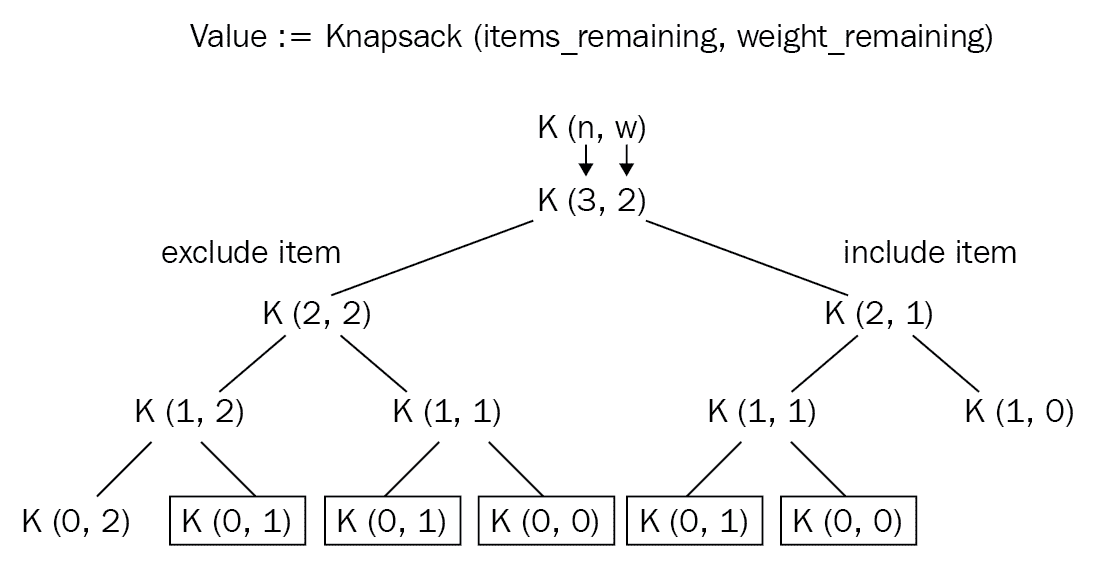 Value := Knapsack (items_remaining, weight_remaining)
K (n, w)
K (3, 2)
exclude item
include item
K (2, 2)
K (2, 1)
K (1, 2)
K (1, 1)
K (1, 1)
K (1, 0)
K (0, 2)
K (0, 1)
K (0, 1)
K (0, 0)
K (0, 1)
K (0, 0)